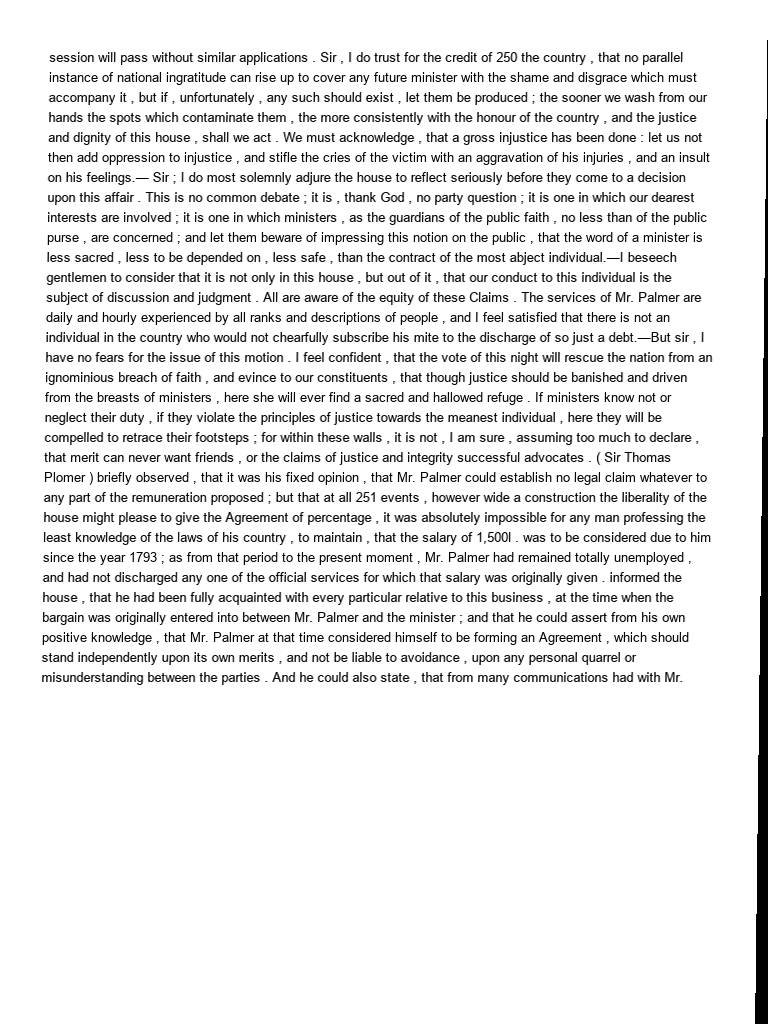 session will pass without similar applications . Sir , I do trust for the credit of 250 the country , that no parallel
instance of national ingratitude can rise up to cover any future minister with the shame and disgrace which must
accompany it , but if , unfortunately , any such should exist , let them be produced ; the sooner we wash from our
hands the spots which contaminate them , the more consistently with the honour of the country , and the justice
and dignity of this house , shall we act . We must acknowledge , that a gross injustice has been done : let us not
then add oppression to injustice , and stifle the cries of the victim with an aggravation of his injuries , and an insult
on his feelings.— Sir ; I do most solemnly adjure the house to reflect seriously before they come to a decision
upon this affair . This is no common debate ; it is , thank God , no party question ; it is one in which our dearest
interests are involved ; it is one in which ministers , as the guardians of the public faith , no less than of the public
purse , are concerned ; and let them beware of impressing this notion on the public , that the word of a minister is
less sacred , less to be depended on , less safe , than the contract of the most abject individual.—I beseech
gentlemen to consider that it is not only in this house , but out of it , that our conduct to this individual is the
subject of discussion and judgment . All are aware of the equity of these Claims . The services of Mr. Palmer are
daily and hourly experienced by all ranks and descriptions of people , and I feel satisfied that there is not an
individual in the country who would not chearfully subscribe his mite to the discharge of so just a debt.—But sir , I
have no fears for the issue of this motion . I feel confident , that the vote of this night will rescue the nation from an
ignominious breach of faith , and evince to our constituents , that though justice should be banished and driven
from the breasts of ministers , here she will ever find a sacred and hallowed refuge . If ministers know not or
neglect their duty , if they violate the principles of justice towards the meanest individual , here they will be
compelled to retrace their footsteps ; for within these walls , it is not , I am sure , assuming too much to declare ,
that merit can never want friends , or the claims of justice and integrity successful advocates . ( Sir Thomas
Plomer ) briefly observed , that it was his fixed opinion , that Mr. Palmer could establish no legal claim whatever to
any part of the remuneration proposed ; but that at all 251 events , however wide a construction the liberality of the
house might please to give the Agreement of percentage , it was absolutely impossible for any man professing the
least knowledge of the laws of his country , to maintain , that the salary of 1,500l . was to be considered due to him
since the year 1793 ; as from that period to the present moment , Mr. Palmer had remained totally unemployed ,
and had not discharged any one of the official services for which that salary was originally given . informed the
house , that he had been fully acquainted with every particular relative to this business , at the time when the
bargain was originally entered into between Mr. Palmer and the minister ; and that he could assert from his own
positive knowledge , that Mr. Palmer at that time considered himself to be forming an Agreement , which should
stand independently upon its own merits , and not be liable to avoidance , upon any personal quarrel or
misunderstanding between the parties . And he could also state , that from many communications had with Mr.